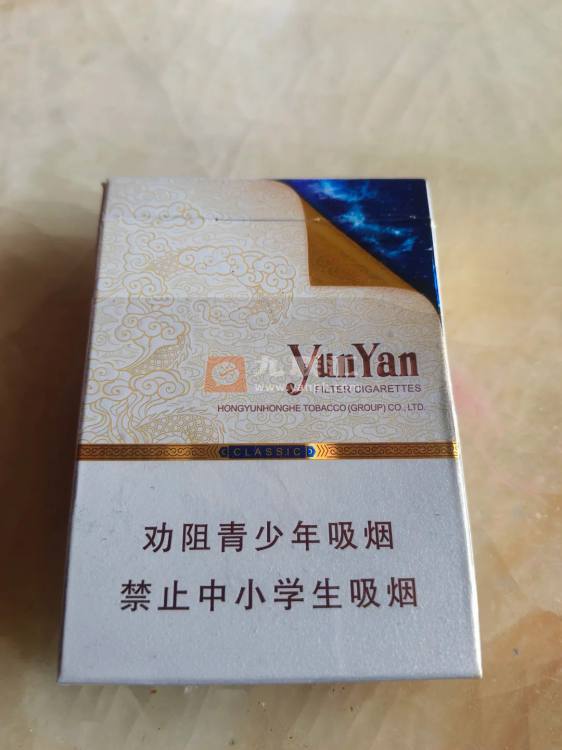 YunYan
FILTER CIGARETTES
HONGYUNHONGHE TOBACCO (GROUP) CO., LTD.
CLASSIC
劝阻青少年吸烟
禁止中小学生吸烟